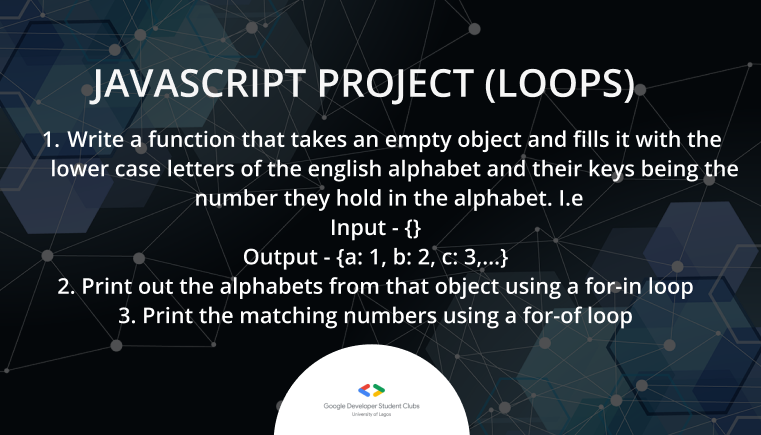 JAVASCRIPT PROJECT (LOOPS)
1. Write a function that takes an empty object and fills it with the
lower case letters of the english alphabet and their keys being the
number they hold in the alphabet. I.e
Input - {}
Output - {a: 1, b: 2, c: 3,...}
2. Print out the alphabets from that object using a for-in loop
3. Print the matching numbers using a for-of loop
Google Developer Student Clubs
University of Lagos